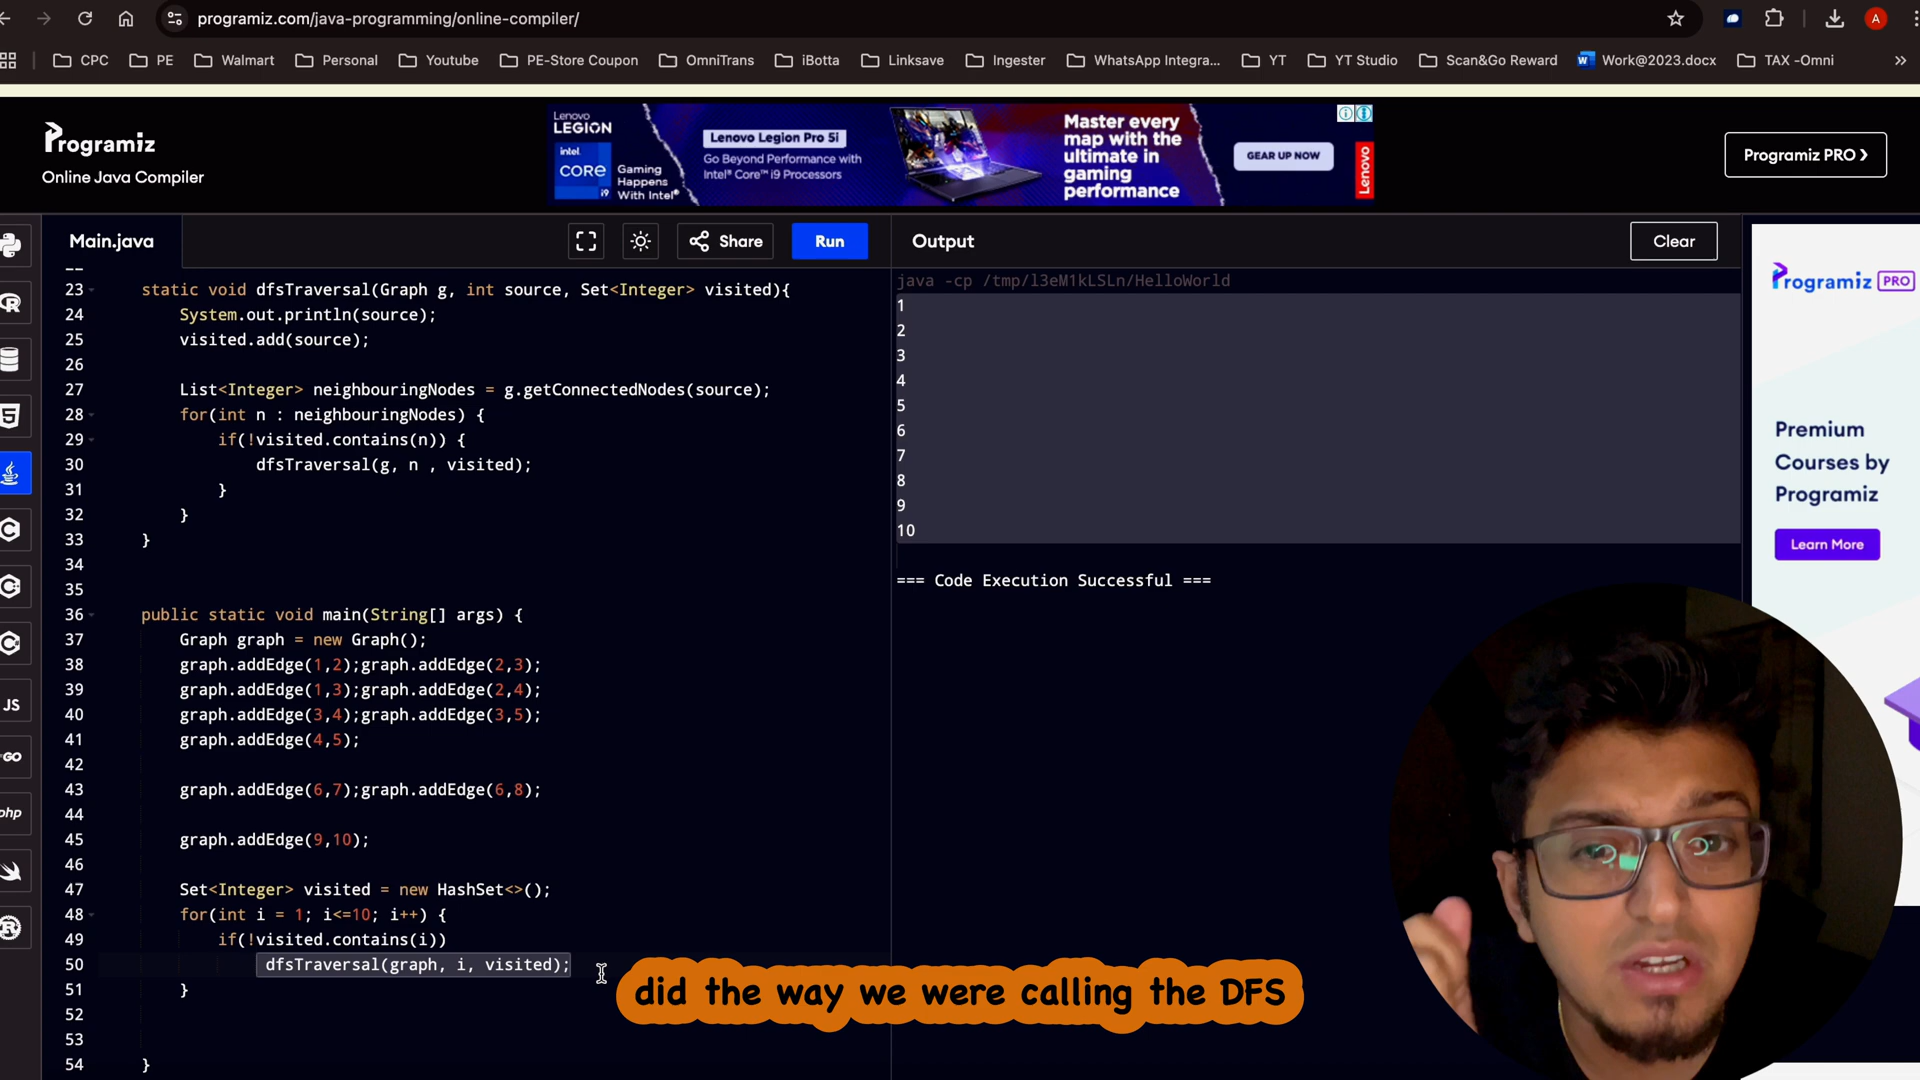 programiz.com/java-programming/online-compiler/
A
CPC
PE
Walmart
Personal
Youtube
PE-Store Coupon
OmniTrans
iBotta
Linksave
Ingester
WhatsApp Integra...
YT
YT Studio
Scan&Go Reward
Work@2023.docx
TAX -Omni
»
Programiz
Online Java Compiler
Lenovo
LEGION
intel
CORE
i9
Gaming
Happens
With Intel®
Lenovo Legion Pro 5i
Go Beyond Performance with
Intel® Core™ i9 Processors
Master every
map with the
ultimate in
gaming
performance
GEAR UP NOW
Lenovo
Programiz PRO ❯
Main.java
Share
Run
Output
Clear
23 static void dfsTraversal(Graph g, int source, Set<Integer> visited){
24 System.out.println(source);
25 visited.add(source);
26
27 List<Integer> neighbouringNodes = g.getConnectedNodes(source);
28 for(int n : neighbouringNodes) {
29 if(!visited.contains(n)) {
30 dfsTraversal(g, n , visited);
31 }
32 }
33 }
34
35
36 public static void main(String[] args) {
37 Graph graph = new Graph();
38 graph.addEdge(1,2);graph.addEdge(2,3);
39 graph.addEdge(1,3);graph.addEdge(2,4);
40 graph.addEdge(3,4);graph.addEdge(3,5);
41 graph.addEdge(4,5);
42
43 graph.addEdge(6,7);graph.addEdge(6,8);
44
45 graph.addEdge(9,10);
46
47 Set<Integer> visited = new HashSet<>();
48 for(int i = 1; i<=10; i++) {
49 if(!visited.contains(i))
50 dfsTraversal(graph, i, visited);
51 }
52
53
54 }
java -cp /tmp/l3eM1kLSLn/HelloWorld
1
2
3
4
5
6
7
8
9
10
=== Code Execution Successful ===
Programiz PRO
Premium
Courses by
Programiz
Learn More
R
5
C
JS
GO
php
did the way we were calling the DFS